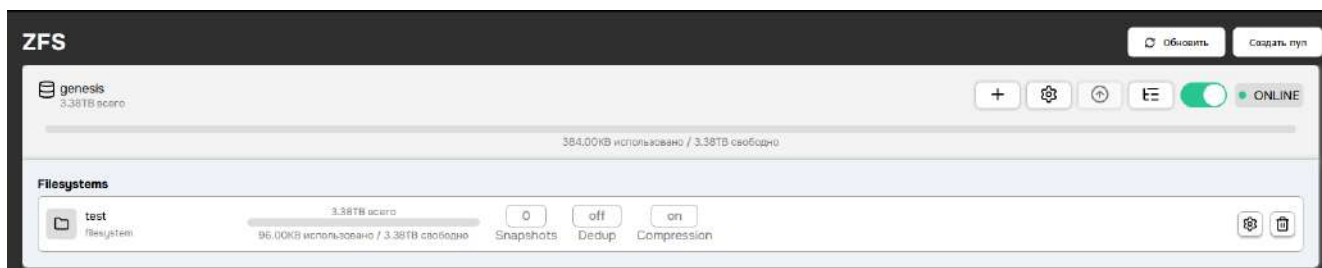 ZFS
Обновить
Создать пул
genesis
3.38TB всего
ONLINE
384.00KB использовано / 3.38TB свободно
Filesystems
test
filesystem
3.38TB всего
96.00KB использовано / 3.38TB свободно
0
Snapshots
off
Dedup
on
Compression